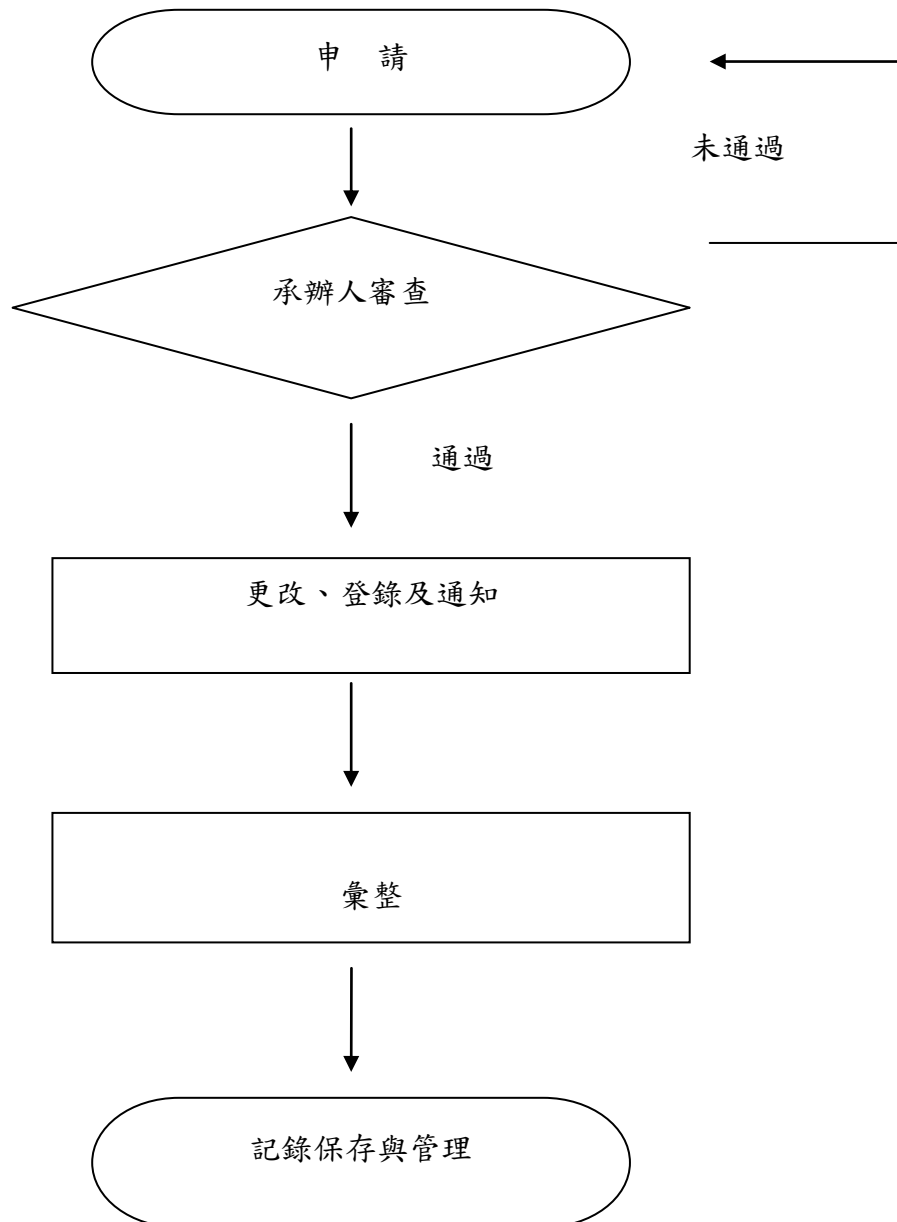 申 請
未通過
承辦人審查
通過
更改、登錄及通知
彙整
記錄保存與管理